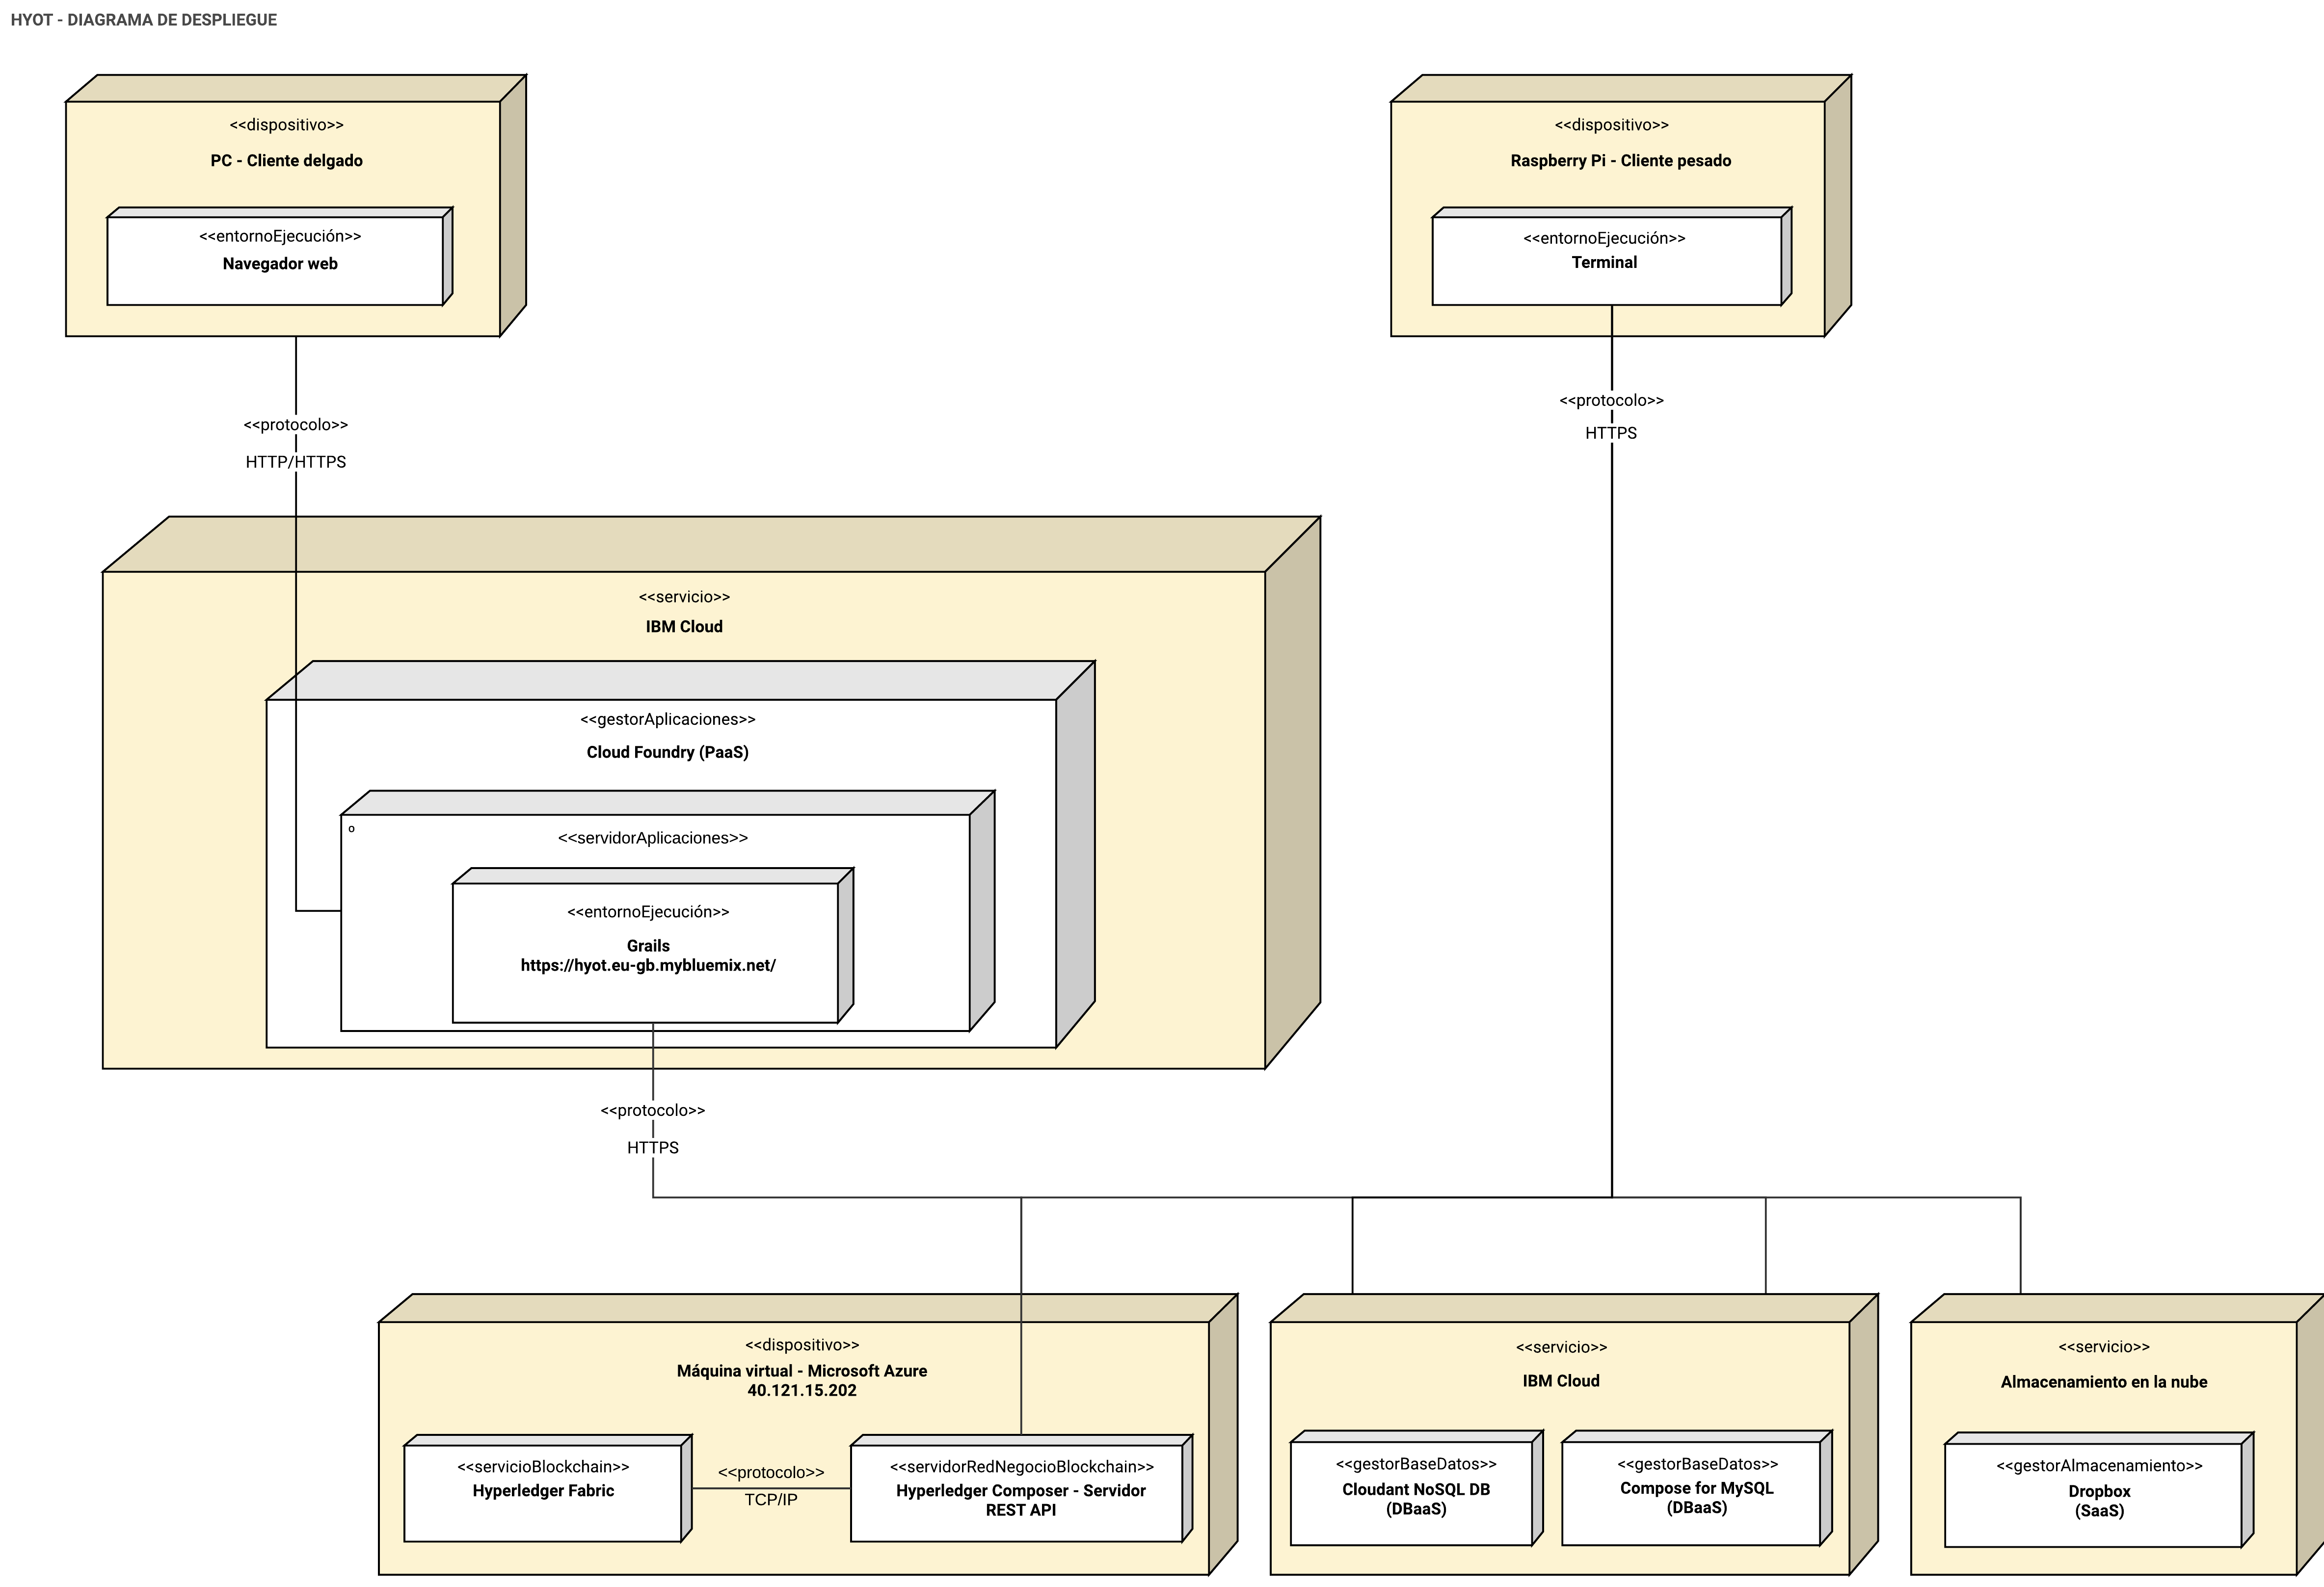 HYOT - DIAGRAMA DE DESPLIEGUE
<<dispositivo>>
PC - Cliente delgado
<<entornoEjecución>>
Navegador web
<<dispositivo>>
Raspberry Pi - Cliente pesado
<<entornoEjecución>>
Terminal
<<protocolo>>
HTTP/HTTPS
<<protocolo>>
HTTPS
<<servicio>>
IBM Cloud
<<gestorAplicaciones>>
Cloud Foundry (PaaS)
o
<<servidorAplicaciones>>
<<entornoEjecución>>
Grails
https://hyot.eu-gb.mybluemix.net/
<<protocolo>>
HTTPS
<<dispositivo>>
Máquina virtual - Microsoft Azure
40.121.15.202
<<servicioBlockchain>>
Hyperledger Fabric
<<protocolo>>
TCP/IP
<<servidorRedNegocioBlockchain>>
Hyperledger Composer - Servidor
REST API
<<servicio>>
IBM Cloud
<<gestorBaseDatos>>
Cloudant NoSQL DB
(DBaaS)
<<gestorBaseDatos>>
Compose for MySQL
(DBaaS)
<<servicio>>
Almacenamiento en la nube
<<gestorAlmacenamiento>>
Dropbox
(SaaS)